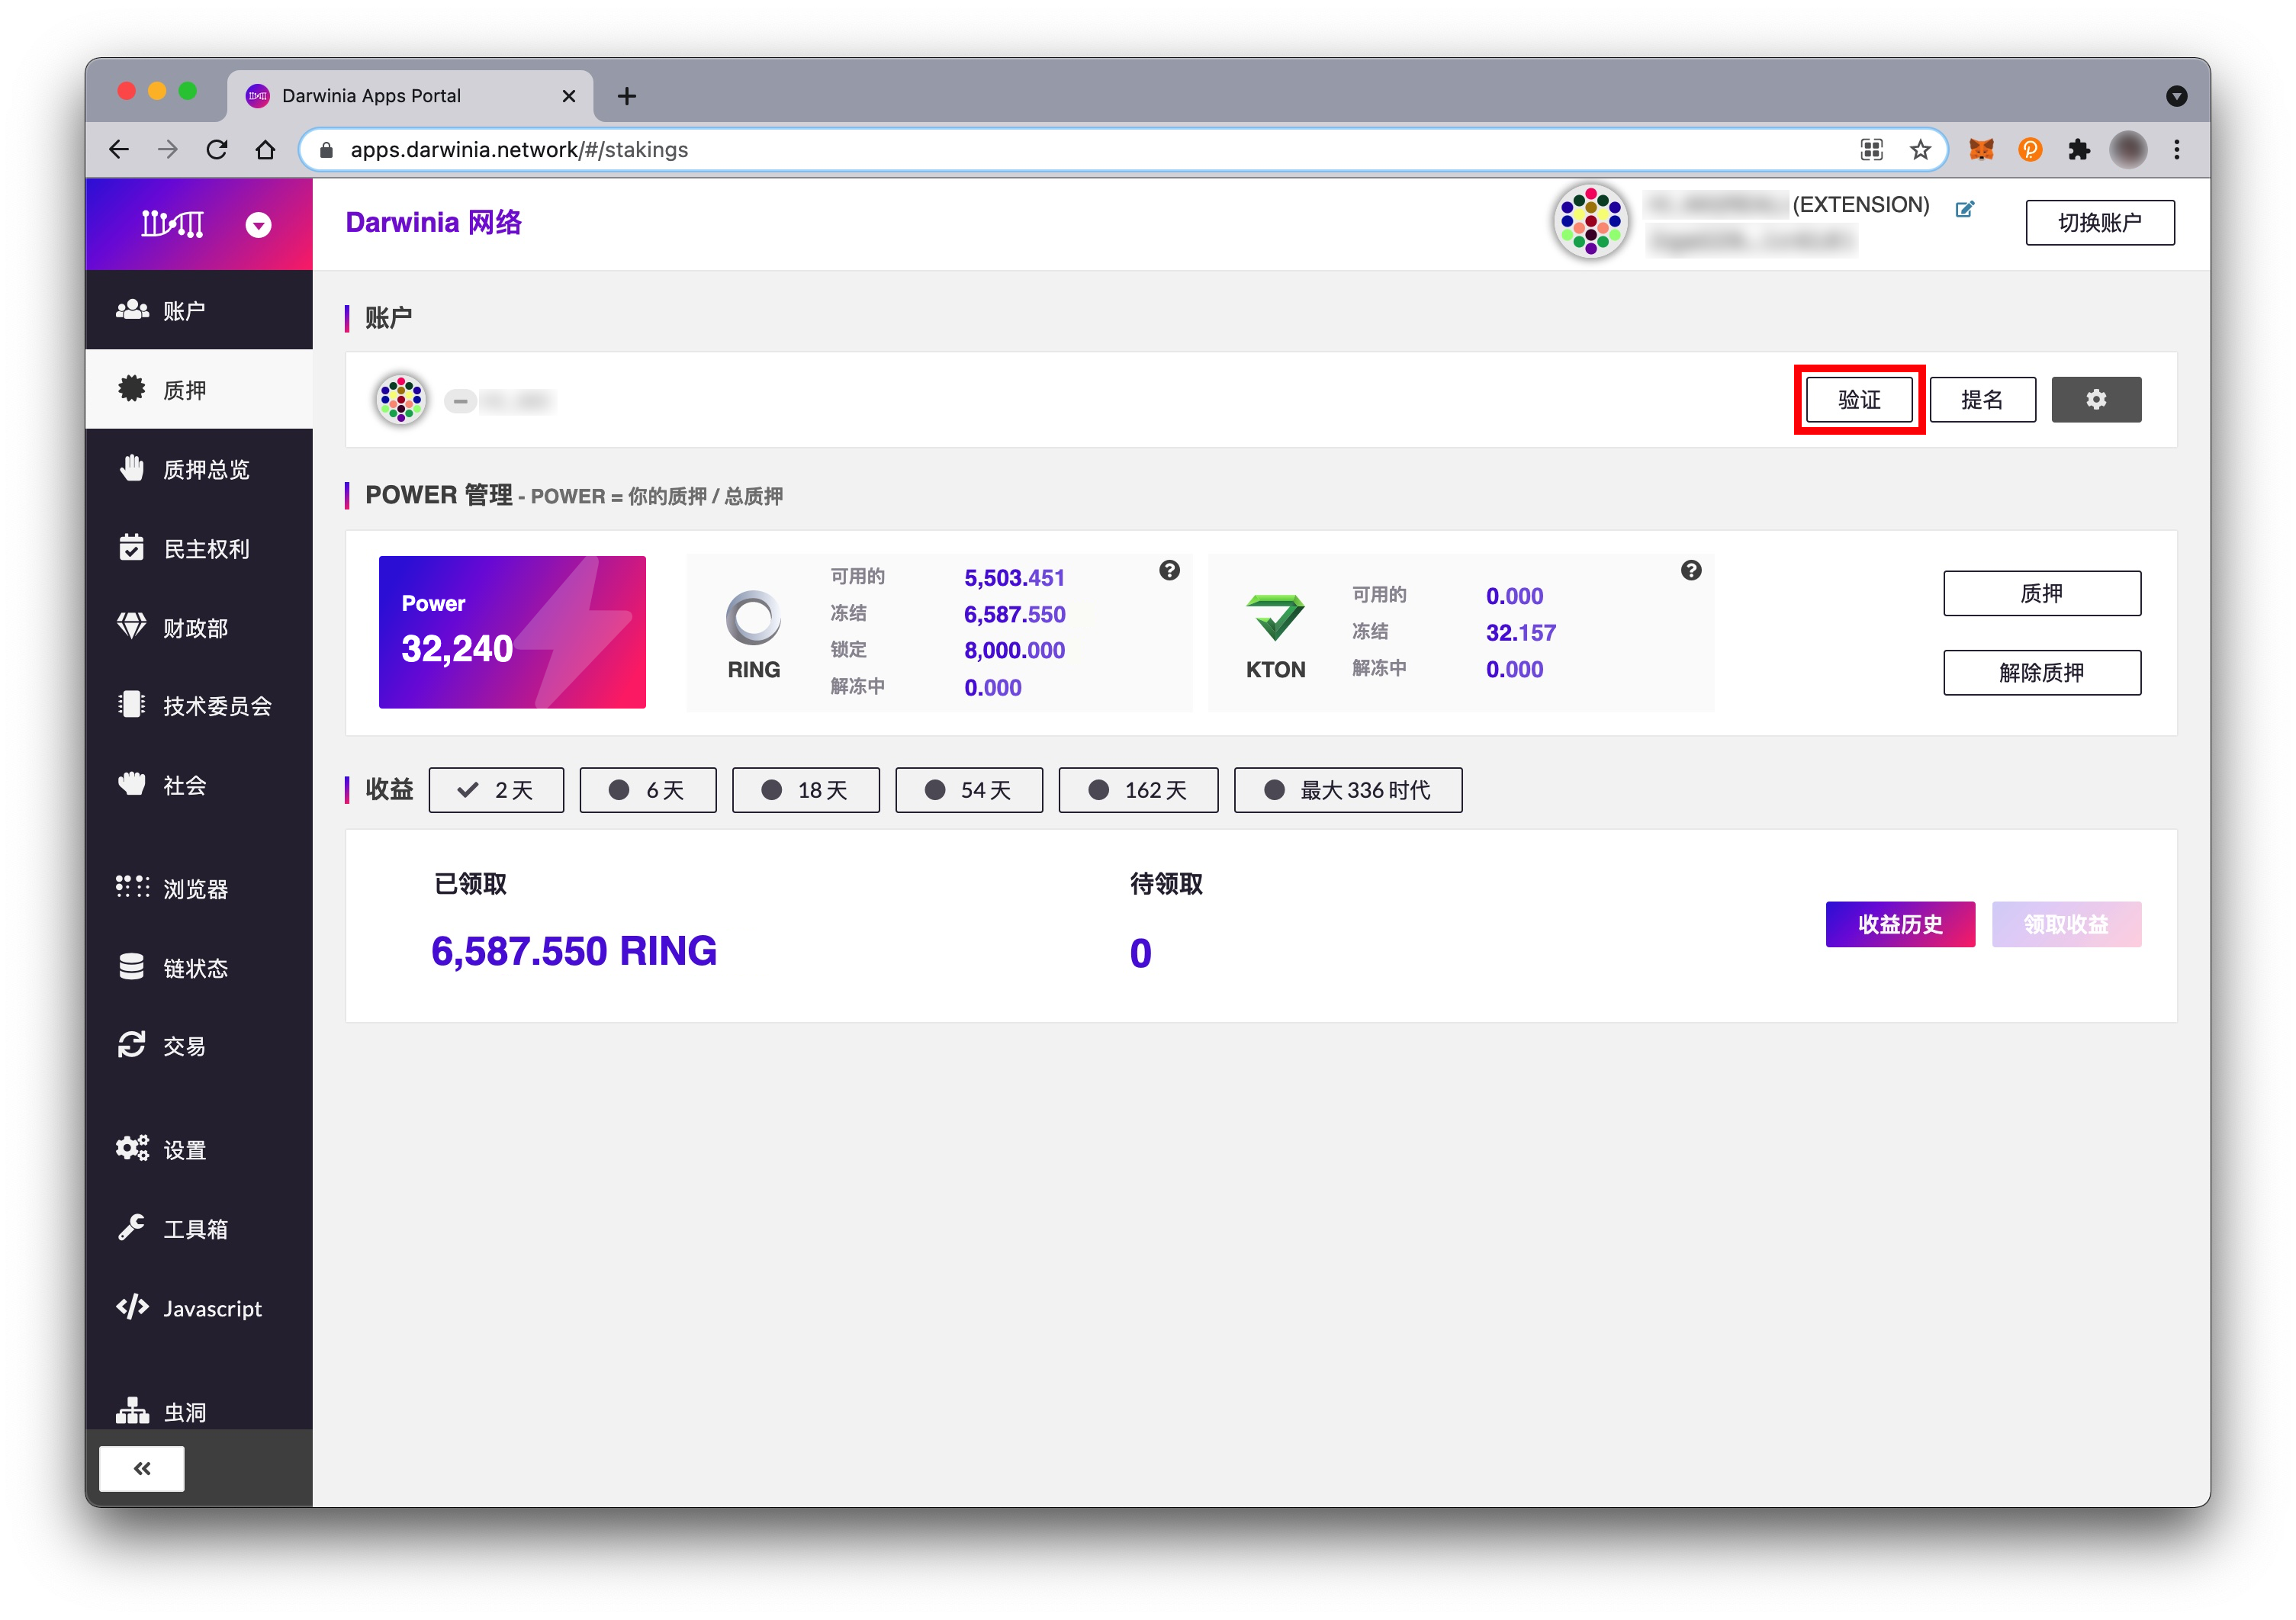 Darwinia Apps Portal
apps.darwinia.network/#/stakings
Darwinia 网络
(EXTENSION)
切换账户
账户
质押
质押总览
民主权利
财政部
技术委员会
社会
浏览器
链状态
交易
设置
工具箱
Javascript
虫洞
账户
验证
提名
POWER 管理 - POWER = 你的质押 / 总质押
Power
32,240
RING
可用的 5,503.451
冻结 6,587.550
锁定 8,000.000
解冻中 0.000
KTON
可用的 0.000
冻结 32.157
解冻中 0.000
质押
解除质押
收益
2 天
6 天
18 天
54 天
162 天
最大 336 时代
已领取
6,587.550 RING
待领取
0
收益历史
领取收益